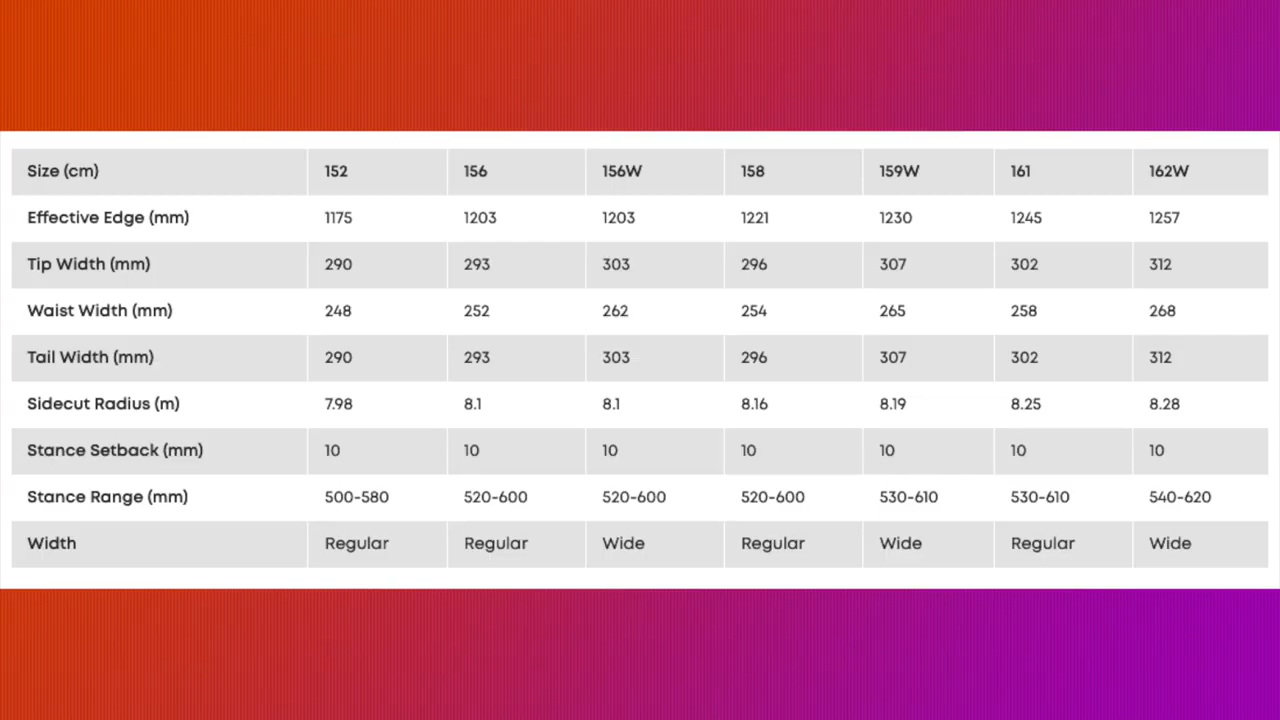 Size (cm) 152 156 156W 158 159W 161 162W
Effective Edge (mm) 1175 1203 1203 1221 1230 1245 1257
Tip Width (mm) 290 293 303 296 307 302 312
Waist Width (mm) 248 252 262 254 265 258 268
Tail Width (mm) 290 293 303 296 307 302 312
Sidecut Radius (m) 7.98 8.1 8.1 8.16 8.19 8.25 8.28
Stance Setback (mm) 10 10 10 10 10 10 10
Stance Range (mm) 500-580 520-600 520-600 520-600 530-610 530-610 540-620
Width Regular Regular Wide Regular Wide Regular Wide